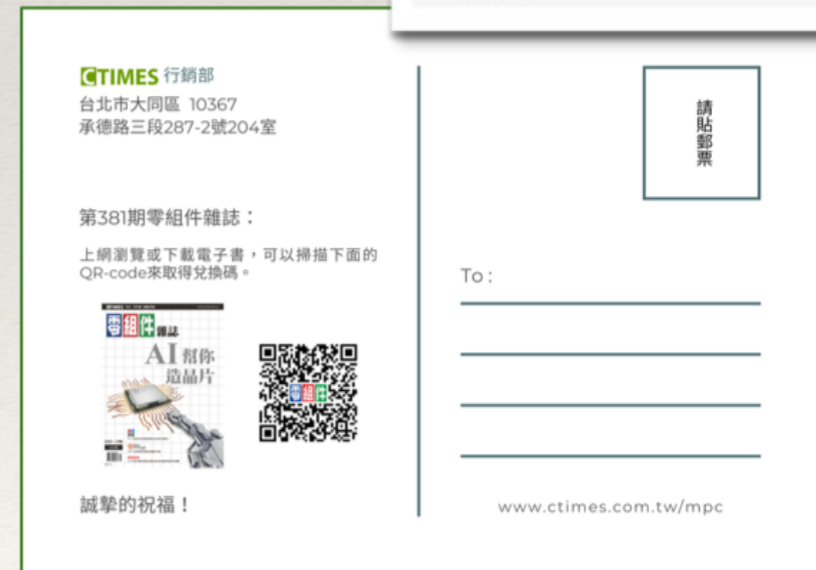 CTIMES 行銷部
台北市大同區 10367
承德路三段287-2號204室
第381期零組件雜誌：
上網瀏覽或下載電子書，可以掃描下面的
QR-code來取得兌換碼。
零組件雜誌
AI 幫你
造晶片
零組件
誠摯的祝福！
請貼郵票
To :
www.ctimes.com.tw/mpc